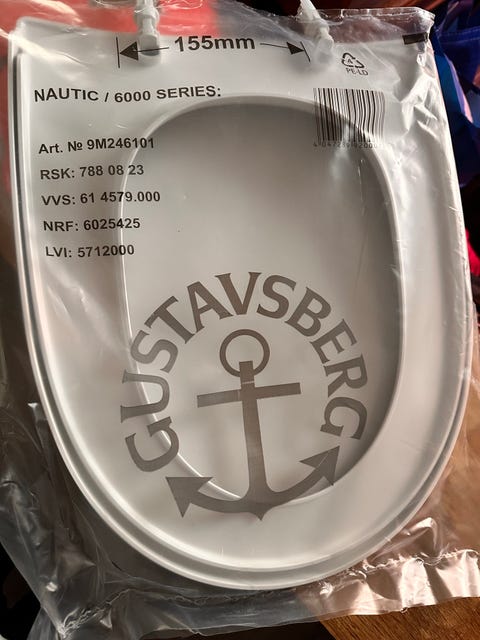 155mm
PE-LD
NAUTIC / 6000 SERIES:
Art. № 9M246101
RSK: 788 08 23
VVS: 61 4579.000
NRF: 6025425
LVI: 5712000
GUSTAVSBERG